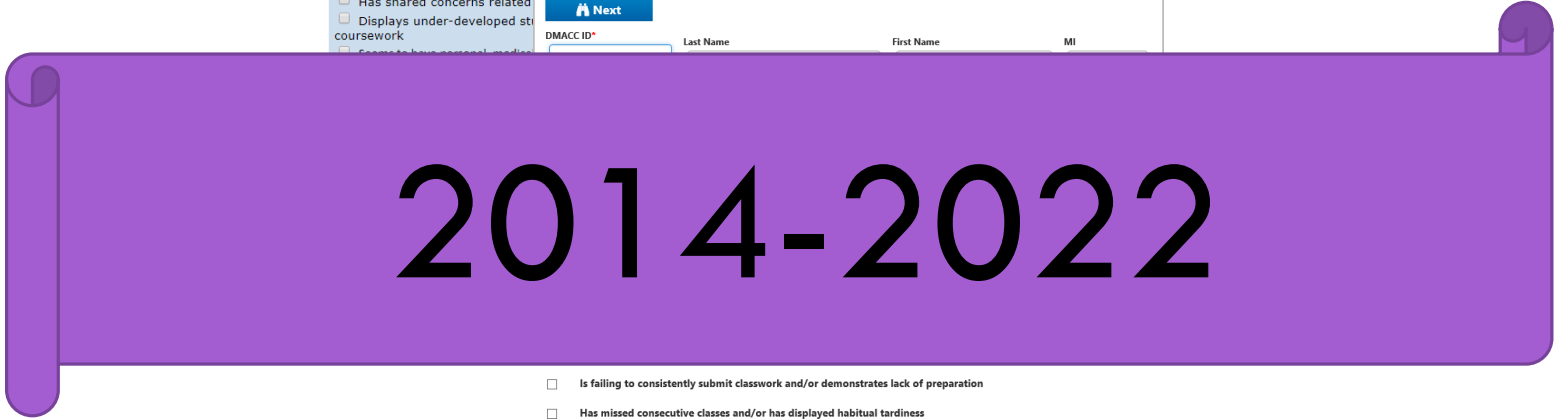 Has shared concerns related
Displays under-developed
coursework
Next
DMACC ID*
Last Name
First Name
MI
2014-2022
Is failing to consistently submit classwork and/or demonstrates lack of preparation
Has missed consecutive classes and/or has displayed habitual tardiness